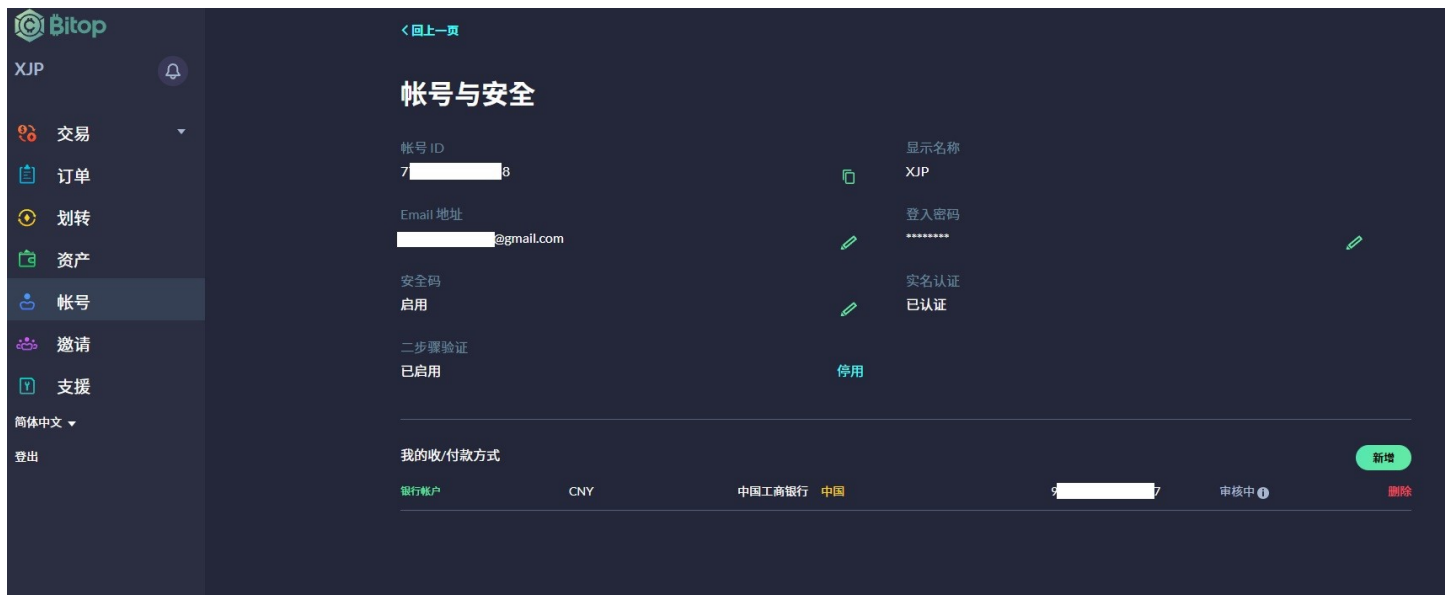 Bitop
XJP
交易
订单
划转
资产
帐号
邀请
支援
简体中文
登出
回上一页
帐号与安全
帐号 ID
7 8
显示名称
XJP
Email 地址
@gmail.com
登入密码
********
安全码
启用
实名认证
已认证
二步骤验证
已启用 停用
我的收/付款方式 新增
银行帐户 CNY 中国工商银行 中国 9 7 审核中 删除